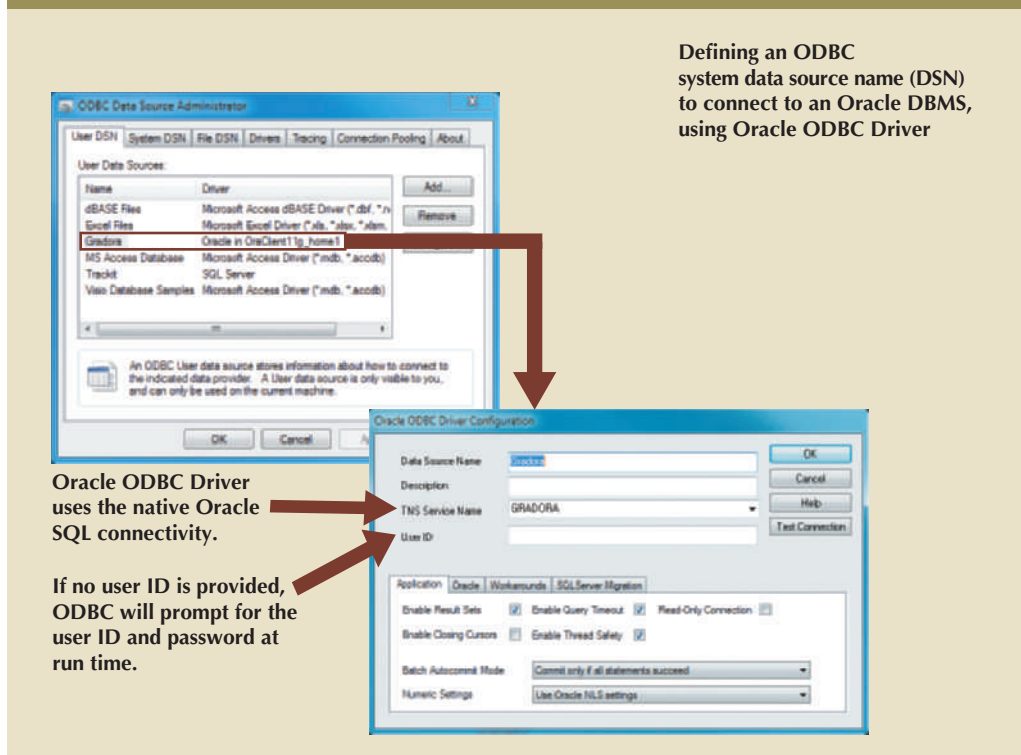 Defining an ODBC
system data source name (DSN)
to connect to an Oracle DBMS,
using Oracle ODBC Driver
ODBC Data Source Administrator
User DSN System DSN File DSN Drivers Tracing Connection Pooling About
User Data Sources:
Name Driver
Add...
dBASE Files Microsoft Access dBASE Driver (*.dbf, *.n
Remove
Excel Files Microsoft Excel Driver (*.xls, *.xlsx, *.xlsm,
Gradora Oracle in OraClient11g_home1
MS Access Database Microsoft Access Driver (*.mdb, *.accdb)
TrackIt SQL Server
Visio Database Samples Microsoft Access Driver (*.mdb, *.accdb)
An ODBC User data source stores information about how to connect to
the indicated data provider. A User data source is only visible to you,
and can only be used on the current machine.
OK Cancel A
Oracle ODBC Driver
uses the native Oracle
SQL connectivity.
If no user ID is provided,
ODBC will prompt for the
user ID and password at
run time.
Oracle ODBC Driver Configuration
Data Source Name Gradora
OK
Description
Cancel
TNS Service Name GRADORA
Help
User ID
Test Connection
Application Oracle Workarounds SQLServer Migration
Enable Result Sets Enable Query Timeout Read-Only Connection
Enable Closing Cursors Enable Thread Safety
Batch Autocommit Mode Commit only if all statements succeed
Numeric Settings Use Oracle NLS settings